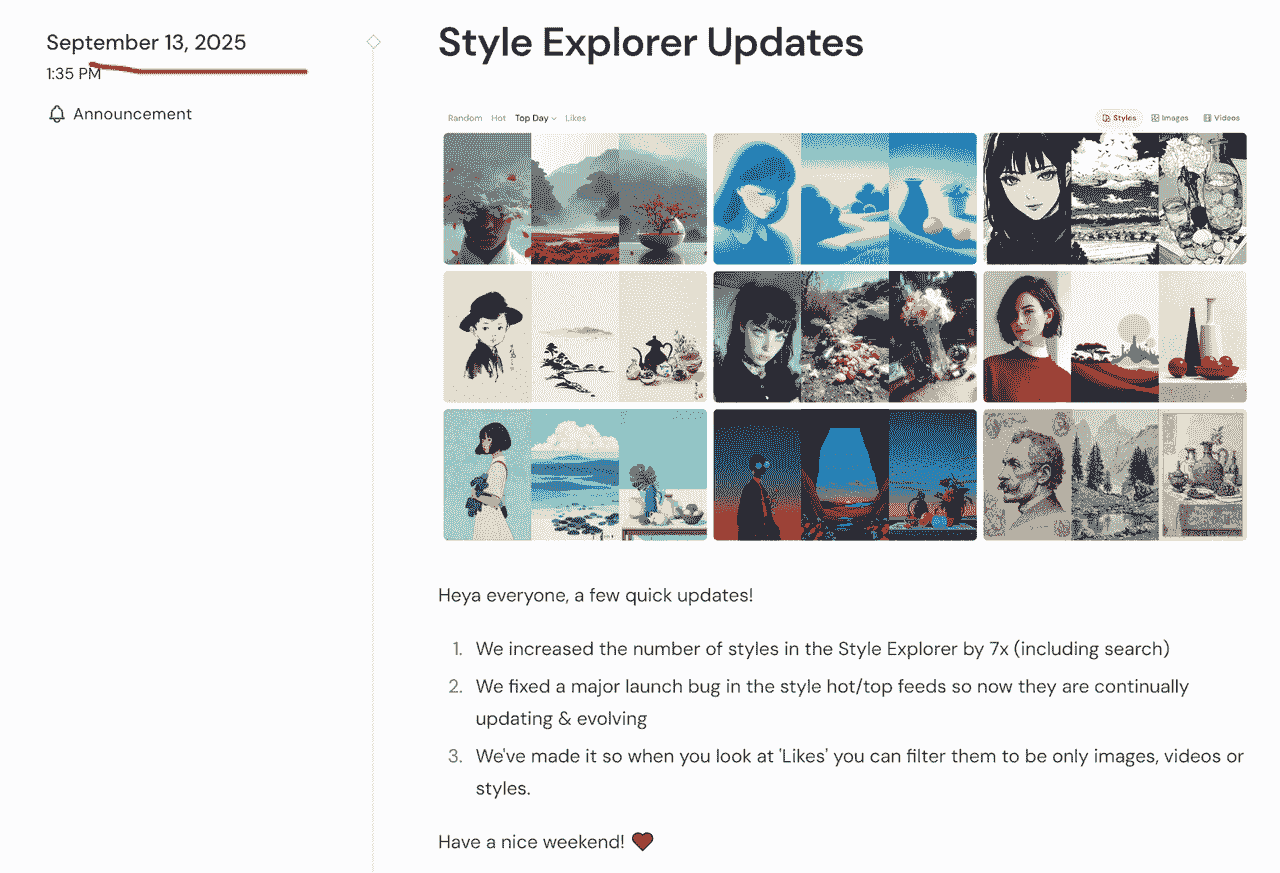 September 13, 2025
1:35 PM
Announcement
Style Explorer Updates
Random Hot Top Day Likes
Styles Images Videos
Heya everyone, a few quick updates!
1. We increased the number of styles in the Style Explorer by 7x (including search)
2. We fixed a major launch bug in the style hot/top feeds so now they are continually
updating & evolving
3. We've made it so when you look at 'Likes' you can filter them to be only images, videos or
styles.
Have a nice weekend! ❤️